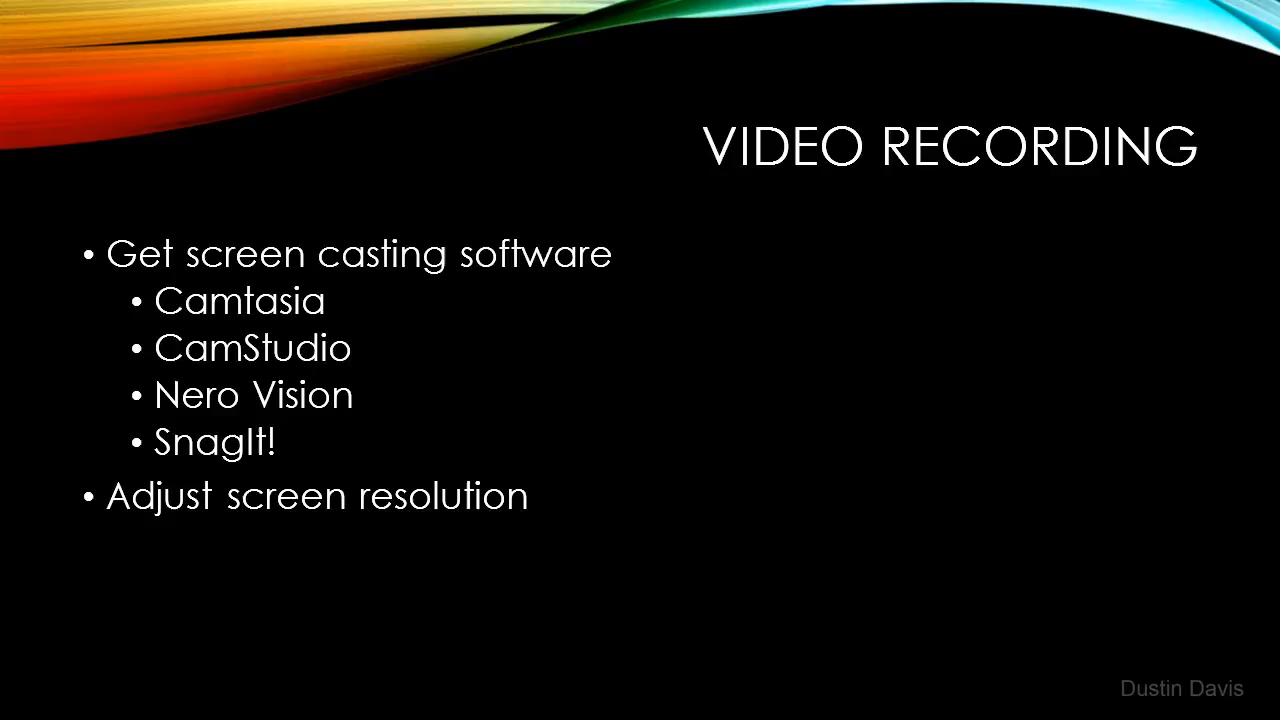 VIDEO RECORDING
• Get screen casting software
• Camtasia
• CamStudio
• Nero Vision
• SnagIt!
• Adjust screen resolution
Dustin Davis